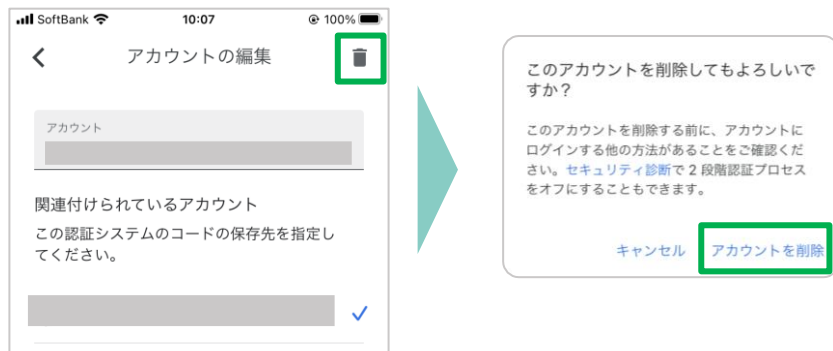 SoftBank 10:07 100%
アカウントの編集
アカウント
関連付けられているアカウント
この認証システムのコードの保存先を指定し
てください。
このアカウントを削除してもよろしいで
すか？
このアカウントを削除する前に、アカウントに
ログインする他の方法があることをご確認くだ
さい。セキュリティ診断で 2 段階認証プロセス
をオフにすることもできます。
キャンセル アカウントを削除